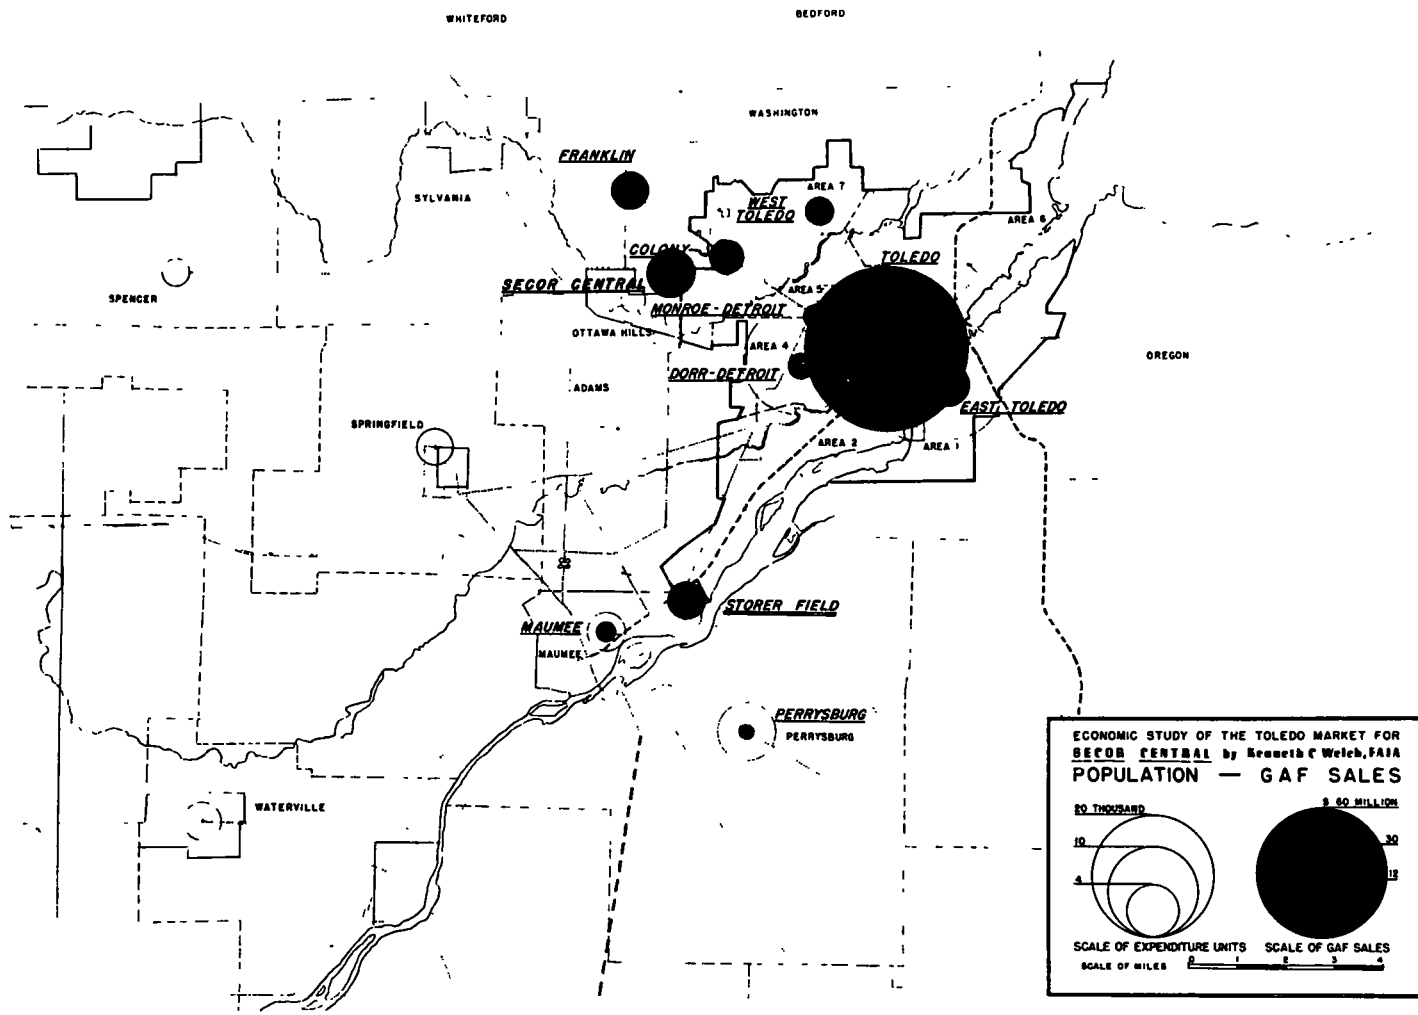 WHITEFORD
BEDFORD
WASHINGTON
FRANKLIN
SYLVANIA
AREA 7
WEST
TOLEDO
AREA 6
COLONY
TOLEDO
SECOR CENTRAL
SPENCER
AREA 5
MONROE-DETROIT
OTTAWA HILLS
AREA 4
OREGON
DORR-DETROIT
ADAMS
EAST TOLEDO
SPRINGFIELD
AREA 2
AREA 1
STORER FIELD
MAUMEE
MAUMEE
PERRYSBURG
PERRYSBURG
WATERVILLE
ECONOMIC STUDY OF THE TOLEDO MARKET FOR
SECOR CENTRAL by Kenneth C Welch, FAIA
POPULATION — GAF SALES
20 THOUSAND
$ 60 MILLION
10
30
4
12
SCALE OF EXPENDITURE UNITS
SCALE OF GAF SALES
SCALE OF MILES
0 1 2 3 4